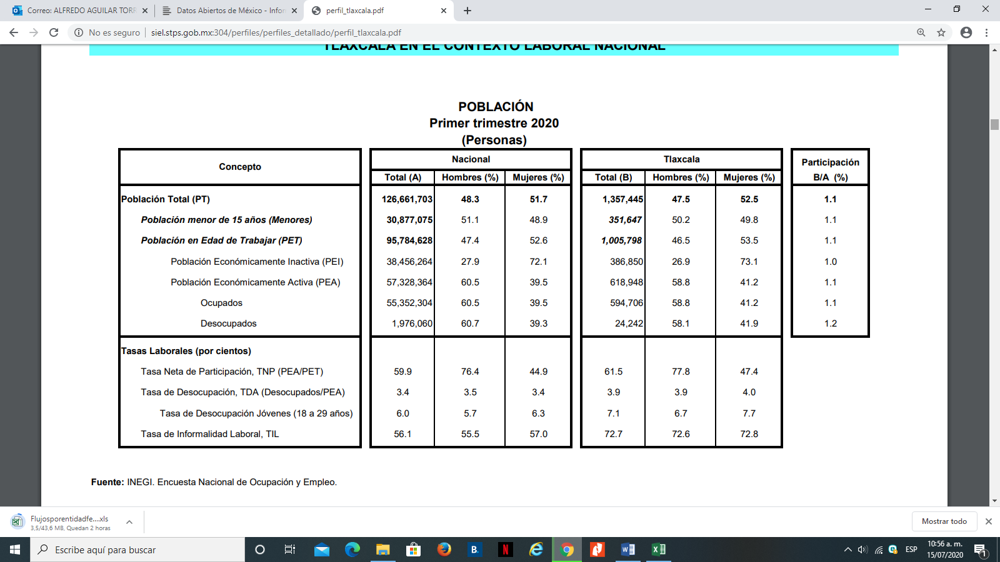 Correo: ALFREDO AGUILAR TORR
Datos Abiertos de México - Infor
perfil_tlaxcala.pdf
No es seguro siel.stps.gob.mx:304/perfiles/perfiles_detallado/perfil_tlaxcala.pdf
TLAXCALA EN EL CONTEXTO LABORAL NACIONAL
POBLACIÓN
Primer trimestre 2020
(Personas)
Concepto Nacional Tlaxcala Participación
Total (A) Hombres (%) Mujeres (%) Total (B) Hombres (%) Mujeres (%) B/A (%)
Población Total (PT) 126,661,703 48.3 51.7 1,357,445 47.5 52.5 1.1
Población menor de 15 años (Menores) 30,877,075 51.1 48.9 351,647 50.2 49.8 1.1
Población en Edad de Trabajar (PET) 95,784,628 47.4 52.6 1,005,798 46.5 53.5 1.1
Población Económicamente Inactiva (PEI) 38,456,264 27.9 72.1 386,850 26.9 73.1 1.0
Población Económicamente Activa (PEA) 57,328,364 60.5 39.5 618,948 58.8 41.2 1.1
Ocupados 55,352,304 60.5 39.5 594,706 58.8 41.2 1.1
Desocupados 1,976,060 60.7 39.3 24,242 58.1 41.9 1.2
Tasas Laborales (por cientos)
Tasa Neta de Participación, TNP (PEA/PET) 59.9 76.4 44.9 61.5 77.8 47.4
Tasa de Desocupación, TDA (Desocupados/PEA) 3.4 3.5 3.4 3.9 3.9 4.0
Tasa de Desocupación Jóvenes (18 a 29 años) 6.0 5.7 6.3 7.1 6.7 7.7
Tasa de Informalidad Laboral, TIL 56.1 55.5 57.0 72.7 72.6 72.8
Fuente: INEGI. Encuesta Nacional de Ocupación y Empleo.
Flujosporentidadfe....xls
3,5/43,6 MB, Quedan 2 horas
Mostrar todo
Escribe aquí para buscar
B.
N
ESP
10:56 a. m.
15/07/2020
1